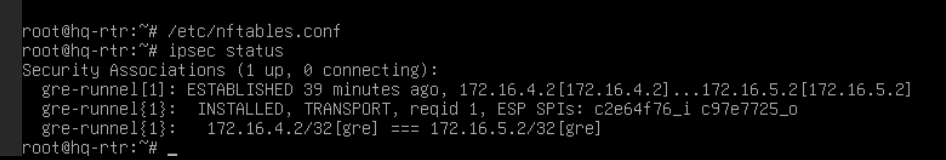 root@hq-rtr:~# /etc/nftables.conf
root@hq-rtr:~# ipsec status
Security Associations (1 up, 0 connecting):
  gre-runnel[1]: ESTABLISHED 39 minutes ago, 172.16.4.2[172.16.4.2]...172.16.5.2[172.16.5.2]
  gre-runnel{1}:  INSTALLED, TRANSPORT, reqid 1, ESP SPIs: c2e64f76_i c97e7725_o
  gre-runnel{1}:   172.16.4.2/32[gre] === 172.16.5.2/32[gre]
root@hq-rtr:~# _